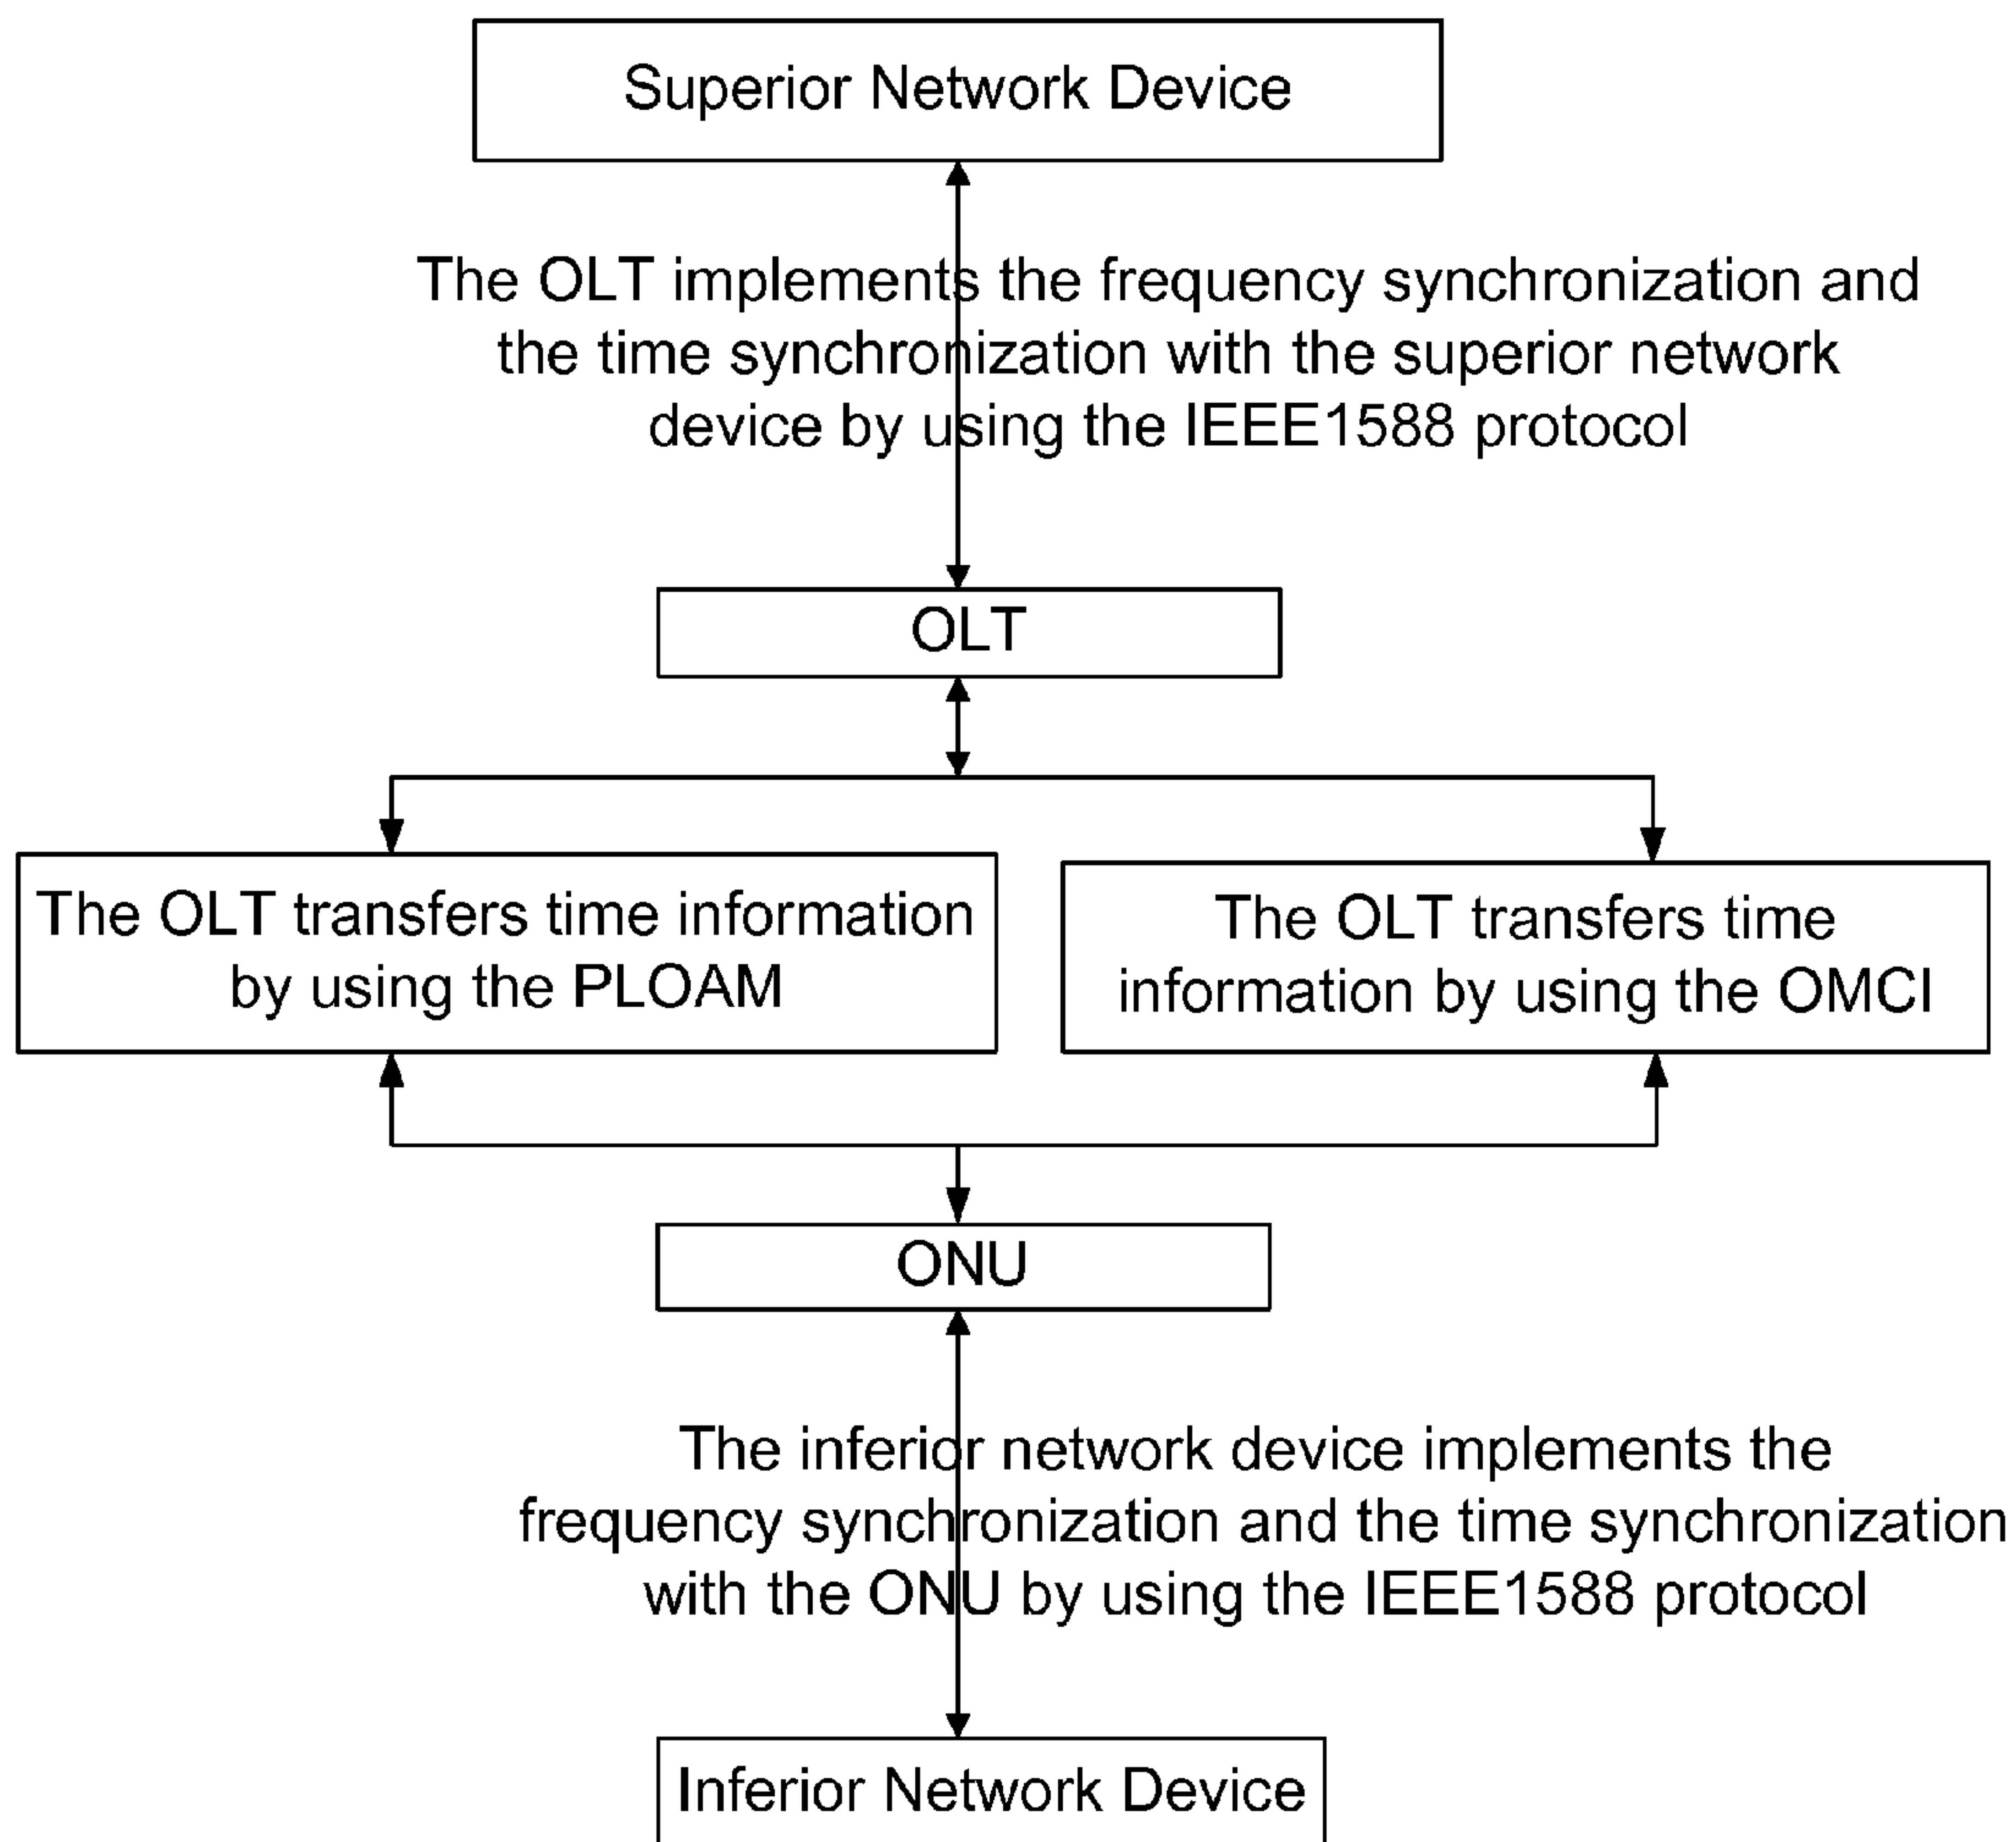 Superior Network Device
The OLT implements the frequency synchronization and
the time synchronization with the superior network
device by using the IEEE1588 protocol
OLT
The OLT transfers time information
by using the PLOAM
The OLT transfers time
information by using the OMCI
ONU
The inferior network device implements the
frequency synchronization and the time synchronization
with the ONU by using the IEEE1588 protocol
Inferior Network Device